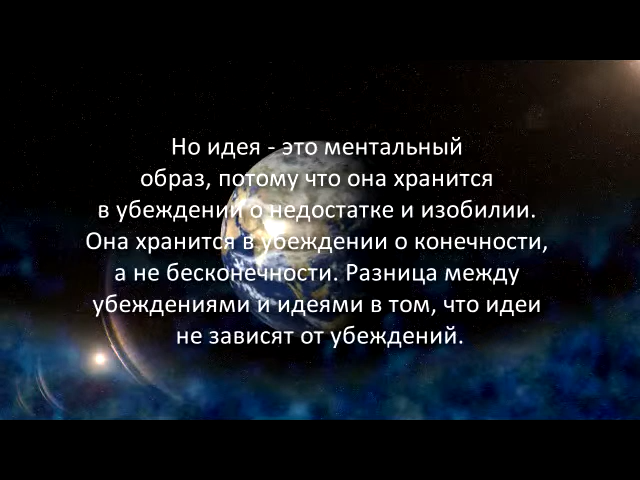 Но идея - это ментальный
образ, потому что она хранится
в убеждении о недостатке и изобилии.
Она хранится в убеждении о конечности,
а не бесконечности. Разница между
убеждениями и идеями в том, что идеи
не зависят от убеждений.